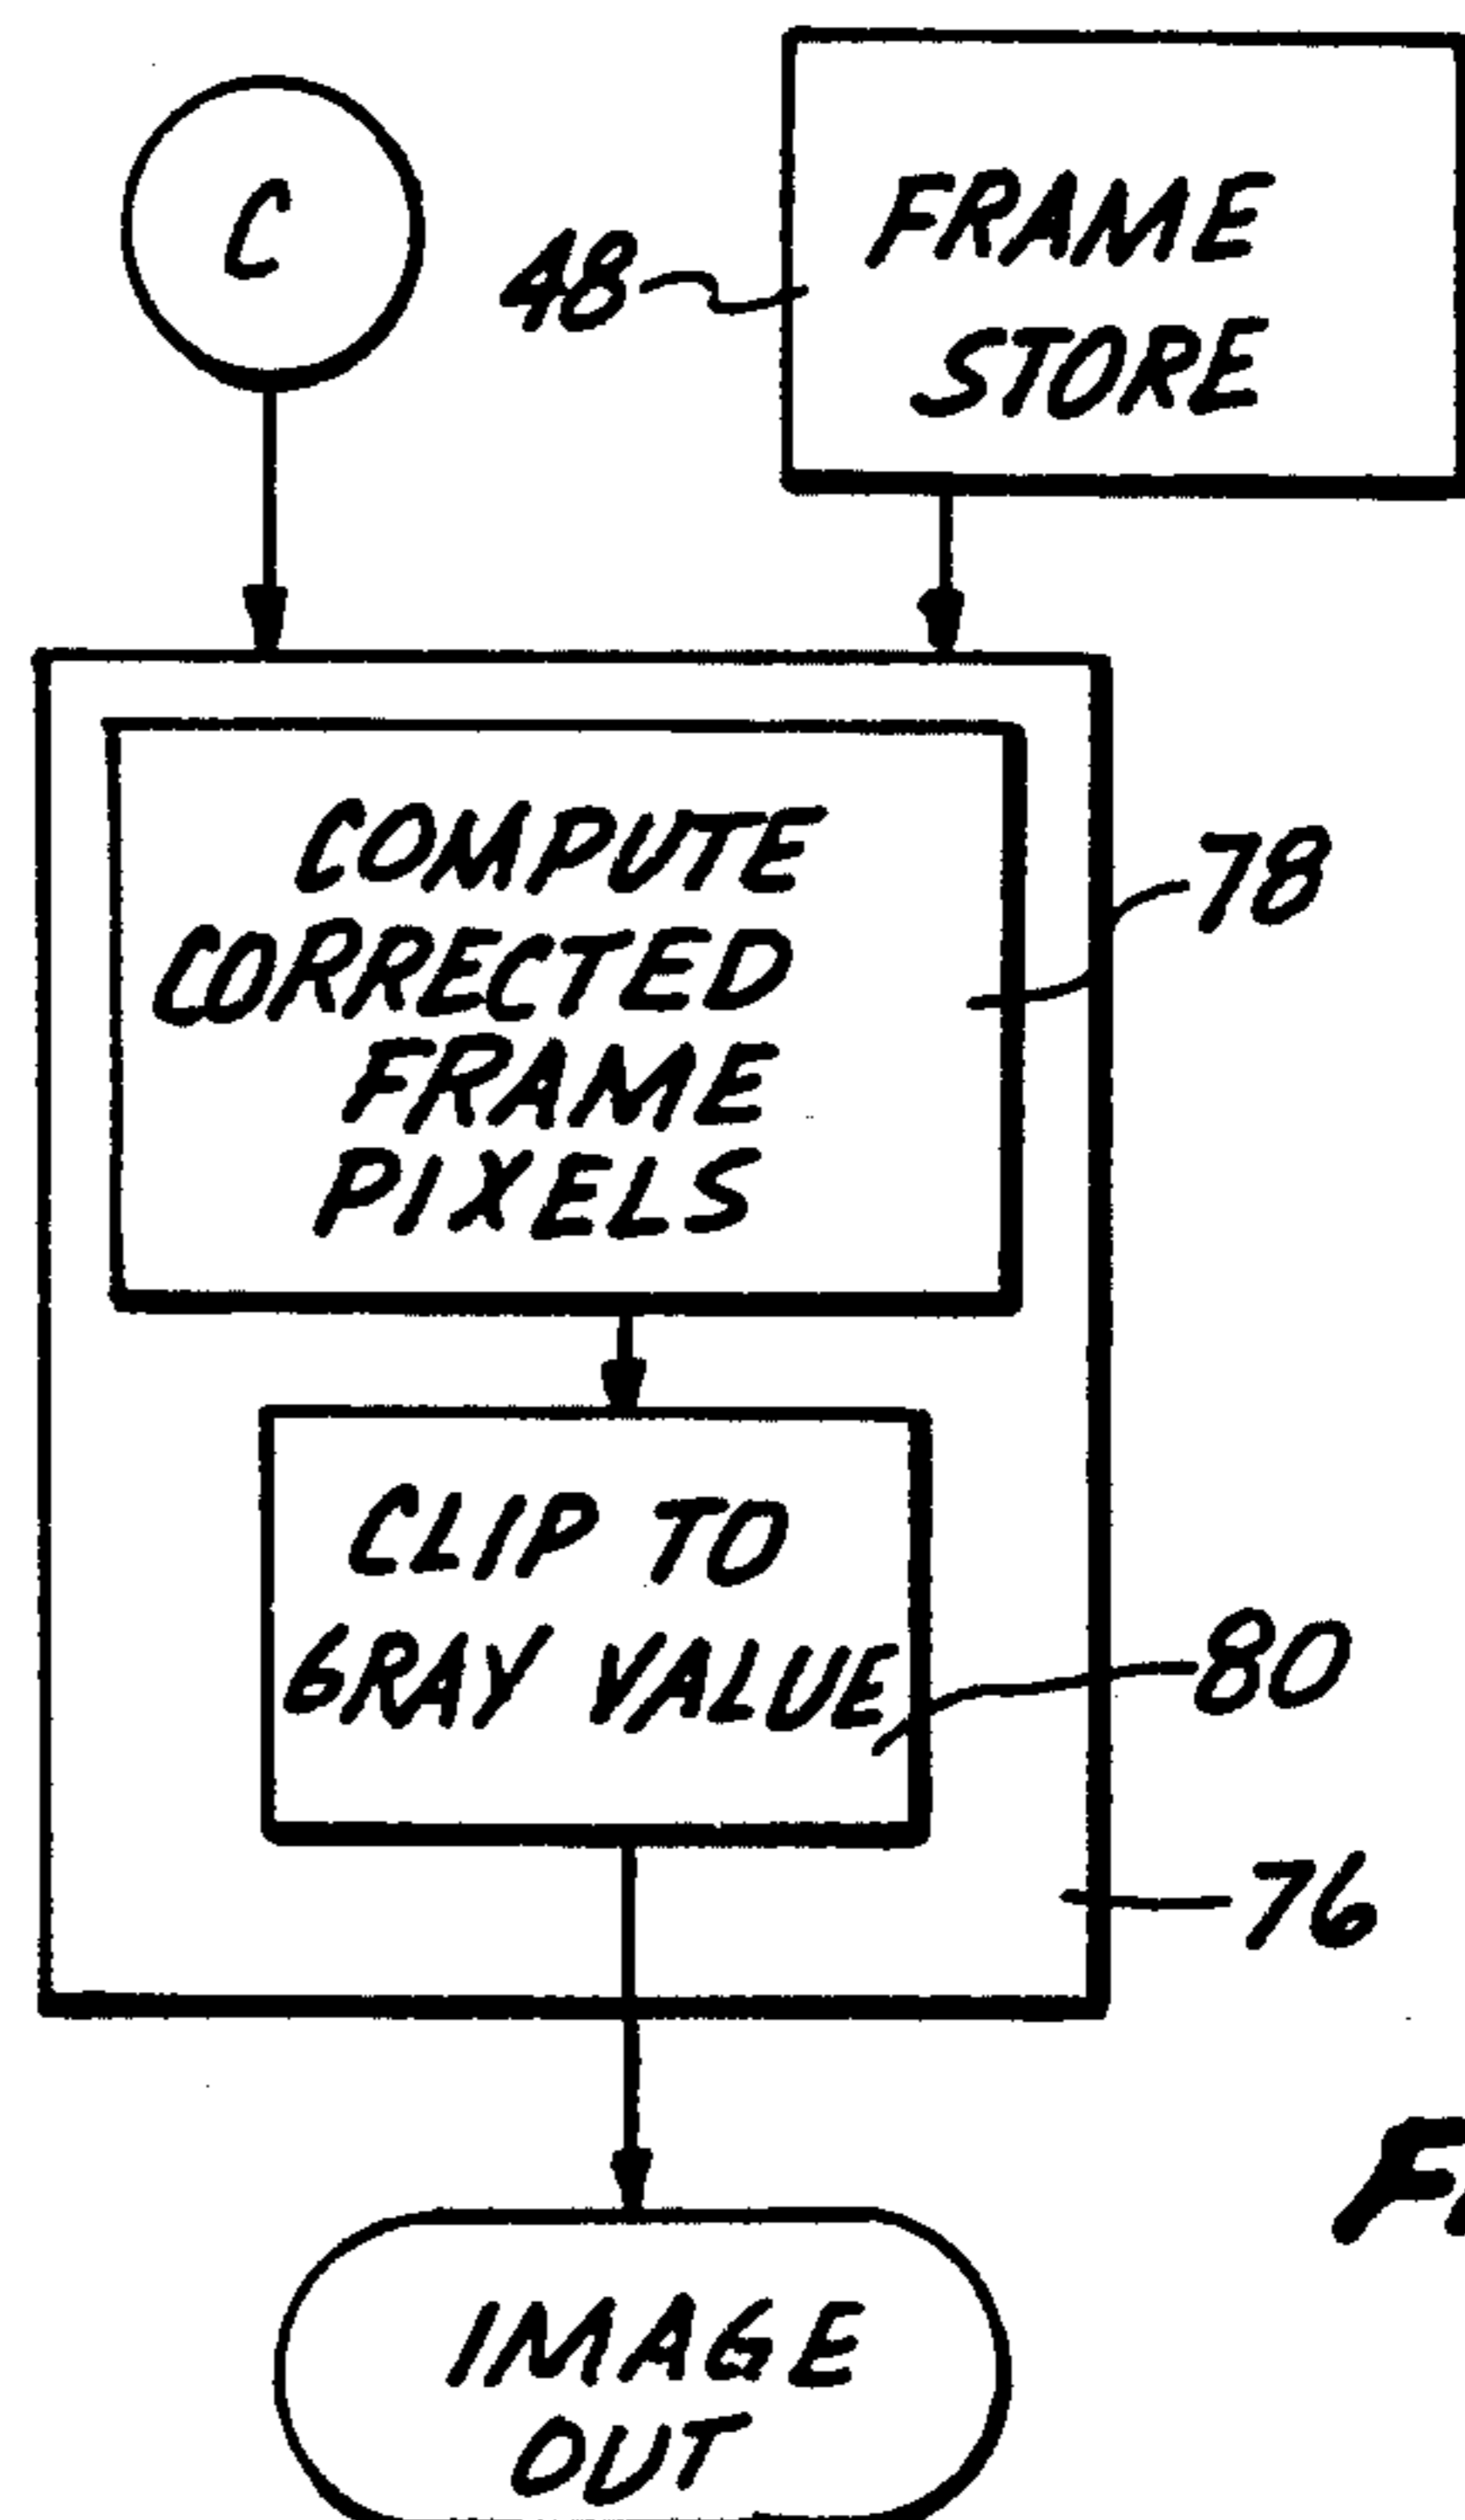 C
48
FRAME
STORE
COMPUTE
CORRECTED
FRAME
PIXELS
78
CLIP TO
GRAY VALUE
80
76
IMAGE
OUT